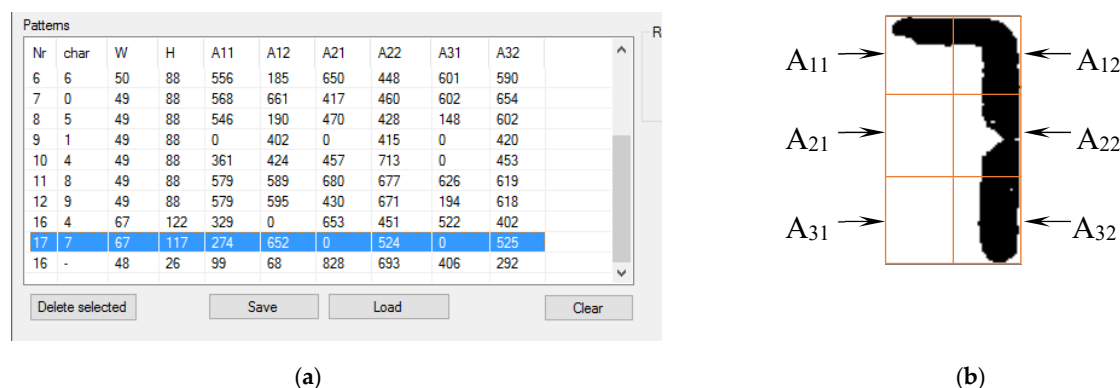 Patterns
R
Nr char W H A11 A12 A21 A22 A31 A32
6 6 50 88 556 185 650 448 601 590
7 0 49 88 568 661 417 460 602 654
8 5 49 88 546 190 470 428 148 602
9 1 49 88 0 402 0 415 0 420
10 4 49 88 361 424 457 713 0 453
11 8 49 88 579 589 680 677 626 619
12 9 49 88 579 595 430 671 194 618
16 4 67 122 329 0 653 451 522 402
17 7 67 117 274 652 0 524 0 525
16 - 48 26 99 68 828 693 406 292
Delete selected Save Load Clear
A11 A12
A21 A22
A31 A32
(a) (b)